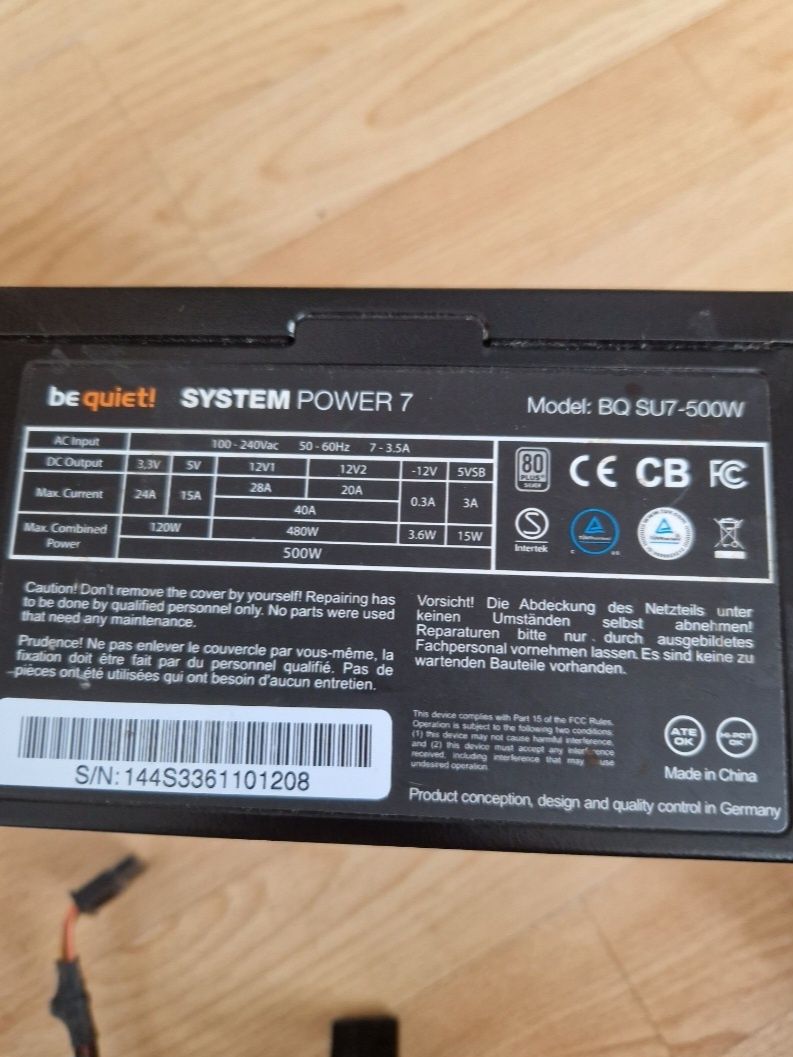 be quiet! SYSTEM POWER 7
Model: BQ SU7-500W
AC Input 100 - 240Vac 50 - 60Hz 7 - 3.5A
DC Output 3,3V 5V 12V1 12V2 -12V 5VSB
Max. Current 24A 15A 28A 20A 0.3A 3A
40A
Max. Combined Power 120W 480W 3.6W 15W
500W
80
PLUS
SILVER
CE CB FC
S
Intertek
Caution! Don't remove the cover by yourself! Repairing has
to be done by qualified personnel only. No parts were used
that need any maintenance.
Prudence! Ne pas enlever le couvercle par vous-même, la
fixation doit être fait par du personnel qualifié. Pas de
pièces ont été utilisées qui ont besoin d'aucun entretien.
Vorsicht! Die Abdeckung des Netzteils unter
keinen Umständen selbst abnehmen!
Reparaturen bitte nur durch ausgebildetes
Fachpersonal vornehmen lassen. Es sind keine zu
wartenden Bauteile vorhanden.
S/N: 144S3361101208
This device complies with Part 15 of the FCC Rules.
Operation is subject to the following two conditions:
(1) this device may not cause harmful interference,
and (2) this device must accept any interference
received, including interference that may cause
undesired operation.
ATE
OK
HI-POT
OK
Made in China
Product conception, design and quality control in Germany